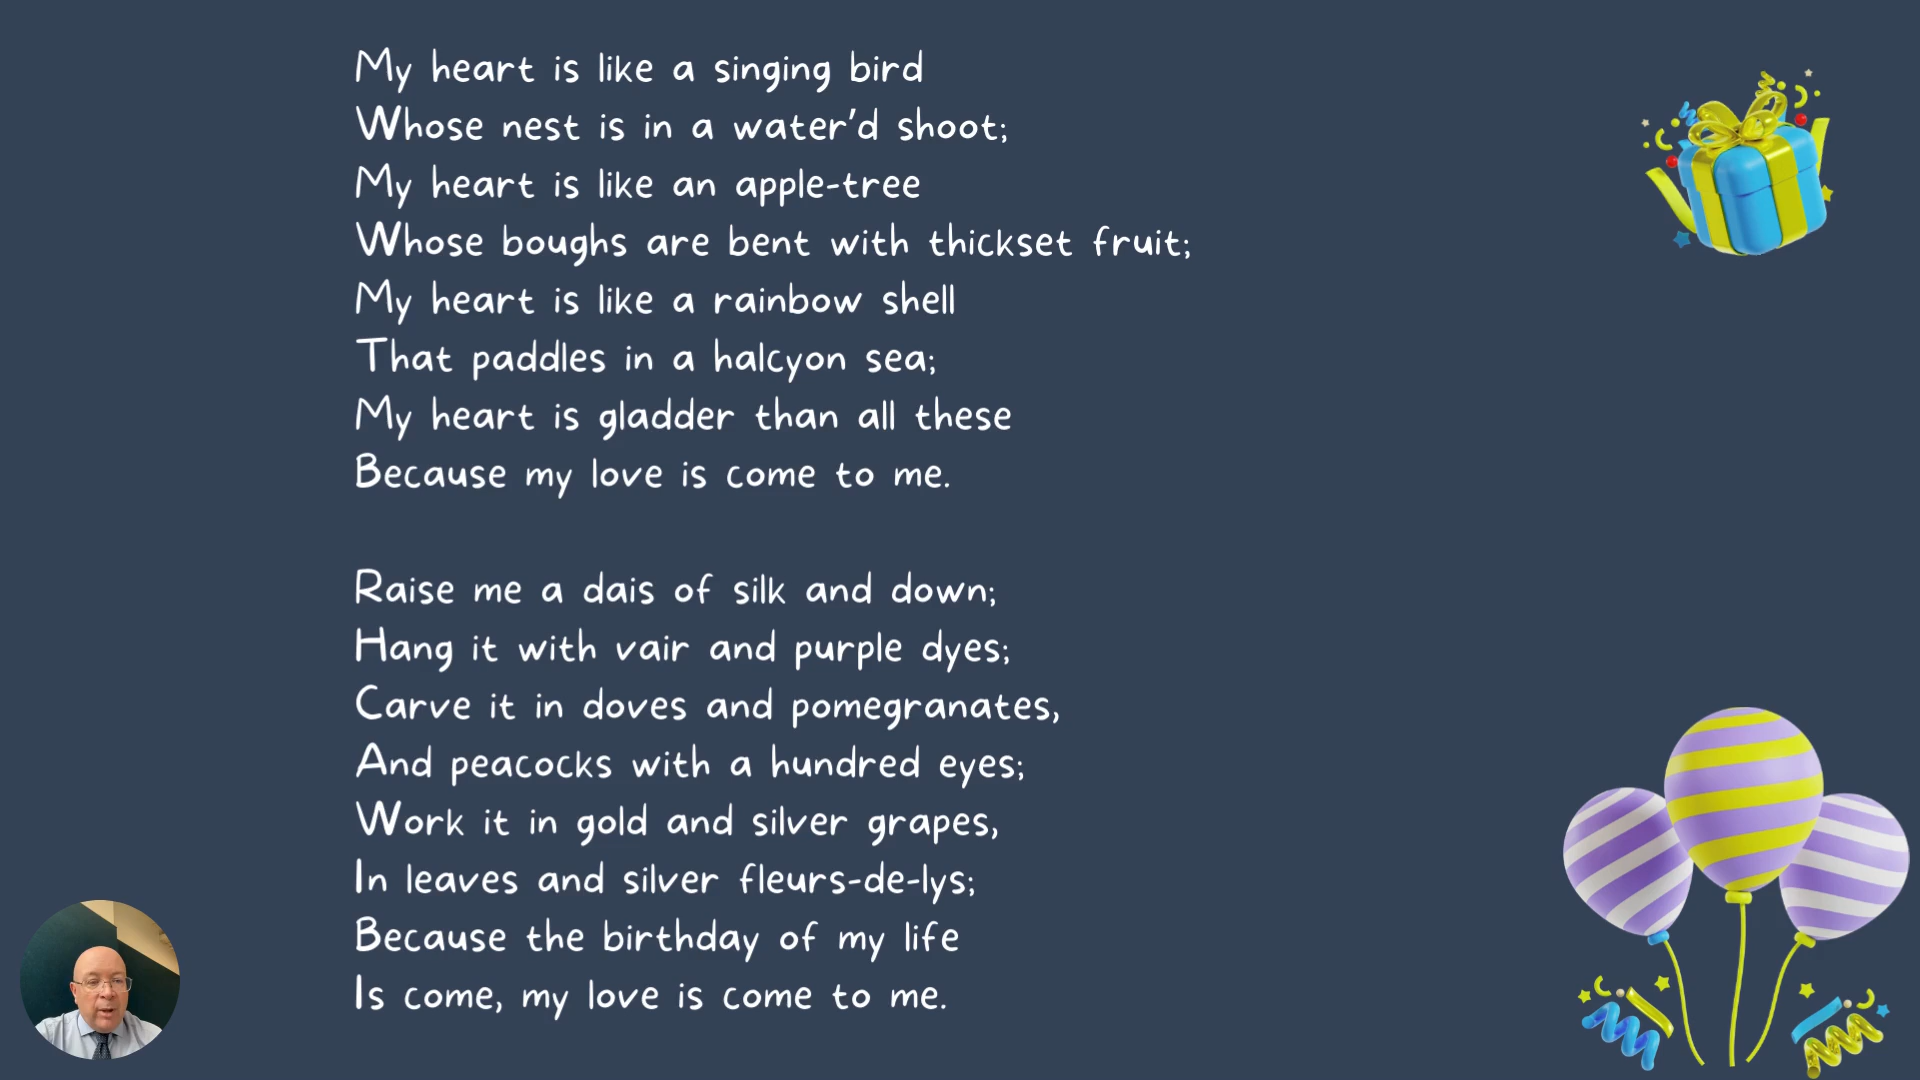 My heart is like a singing bird
Whose nest is in a water’d shoot;
My heart is like an apple-tree
Whose boughs are bent with thickset fruit;
My heart is like a rainbow shell
That paddles in a halcyon sea;
My heart is gladder than all these
Because my love is come to me.
Raise me a dais of silk and down;
Hang it with vair and purple dyes;
Carve it in doves and pomegranates,
And peacocks with a hundred eyes;
Work it in gold and silver grapes,
In leaves and silver fleurs-de-lys;
Because the birthday of my life
Is come, my love is come to me.